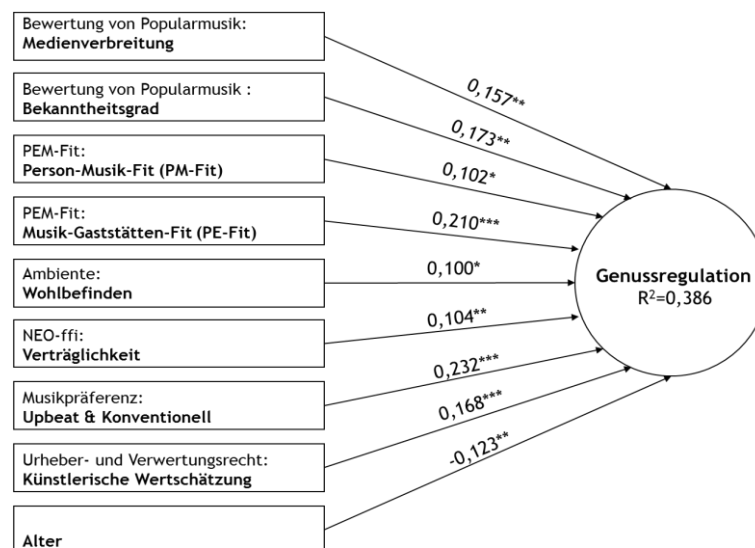 Bewertung von Popularmusik:
Medienverbreitung
Bewertung von Popularmusik :
Bekanntheitsgrad
PEM-Fit:
Person-Musik-Fit (PM-Fit)
PEM-Fit:
Musik-Gaststätten-Fit (PE-Fit)
Ambiente:
Wohlbefinden
NEO-ffi:
Verträglichkeit
Musikpräferenz:
Upbeat & Konventionell
Urheber- und Verwertungsrecht:
Künstlerische Wertschätzung
Alter
0,157**
0,173**
0,102*
0,210***
0,100*
0,104**
0,232***
0,168***
-0,123**
Genussregulation
R²=0,386